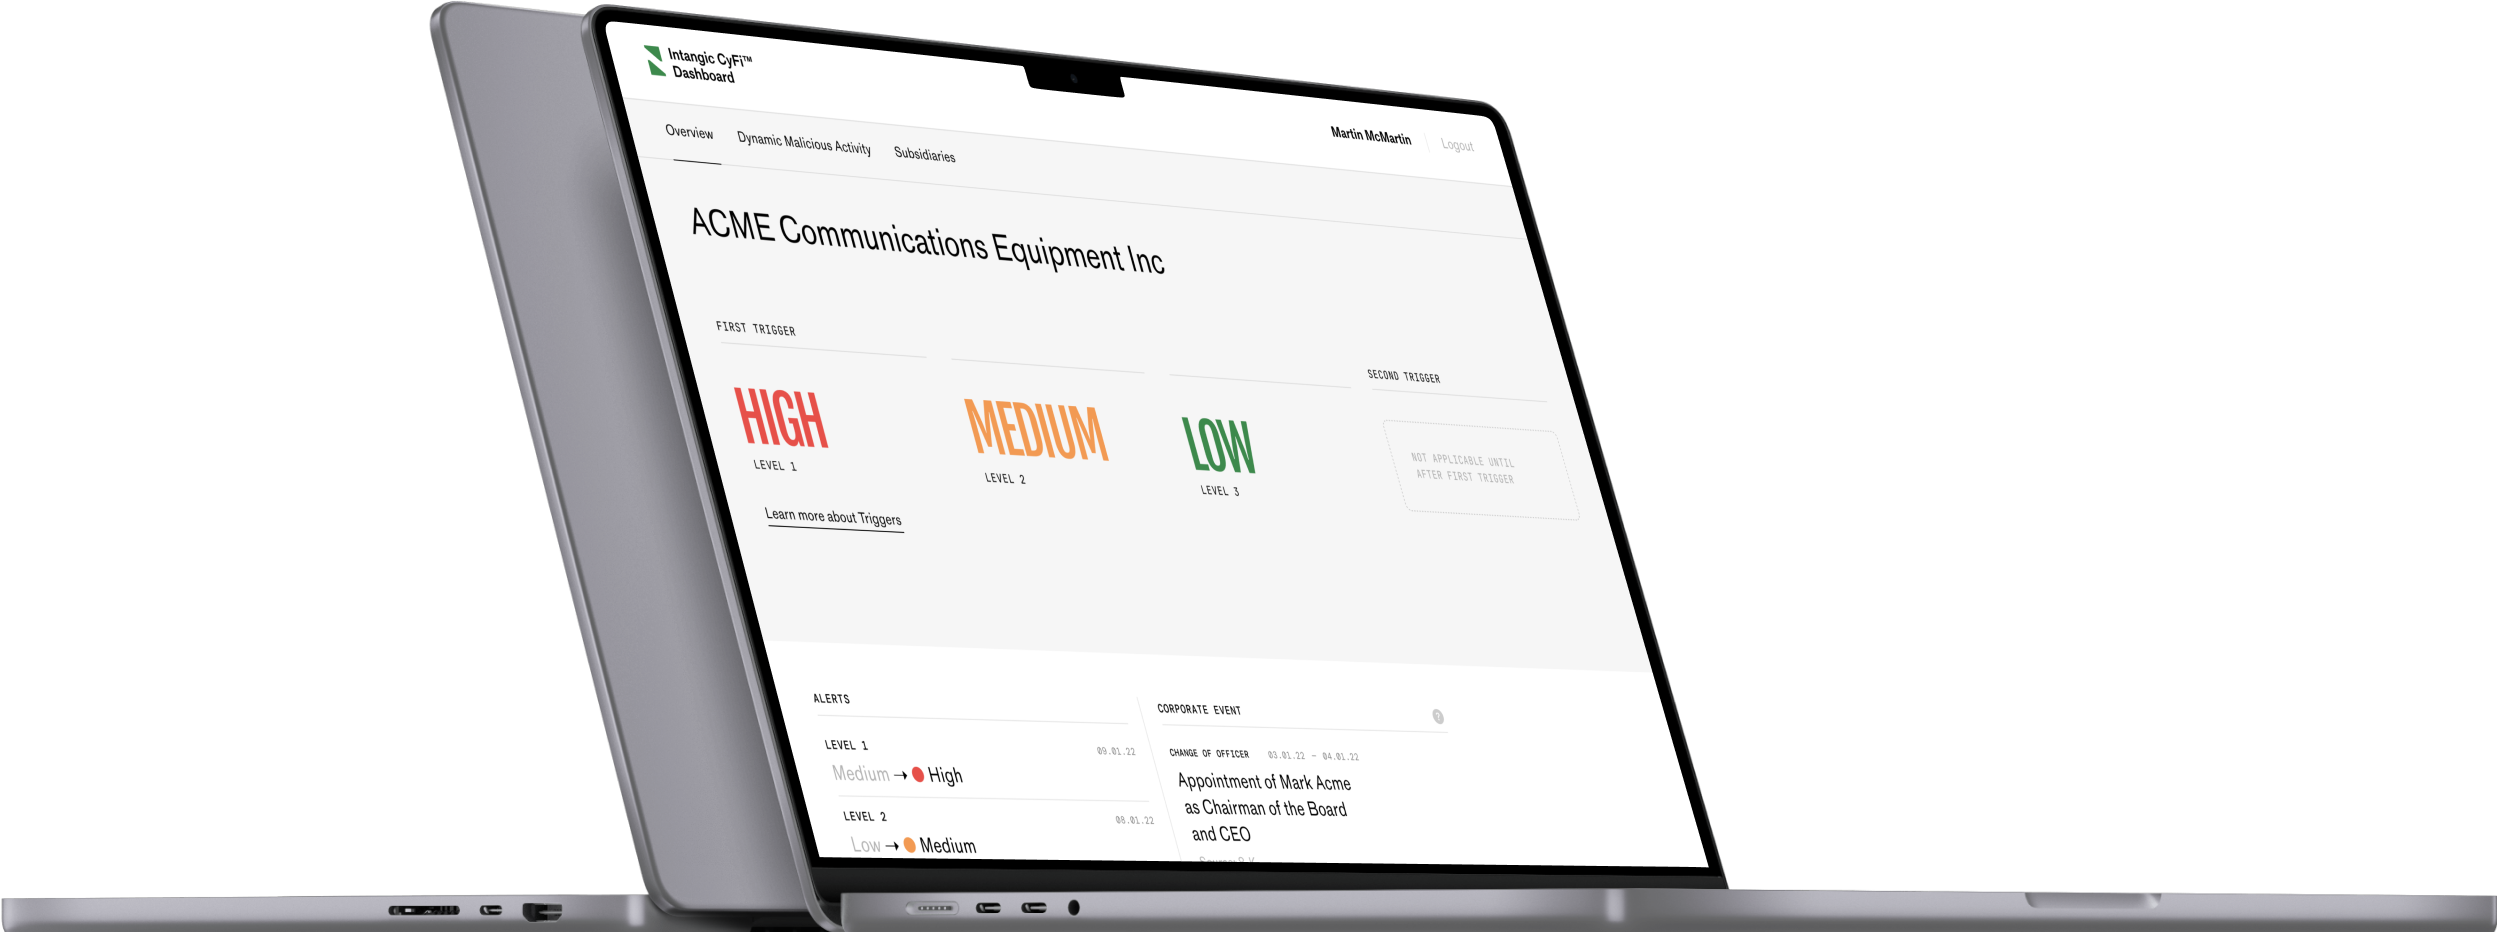 Intangic CyFi™
Dashboard
Martin McMartin
Logout
Overview
Dynamic Malicious Activity
Subsidiaries
ACME Communications Equipment Inc
FIRST TRIGGER
SECOND TRIGGER
HIGH
LEVEL 1
MEDIUM
LEVEL 2
LOW
LEVEL 3
NOT APPLICABLE UNTIL
AFTER FIRST TRIGGER
Learn more about Triggers
ALERTS
LEVEL 1
09.01.22
Medium → High
LEVEL 2
08.01.22
Low → Medium
CORPORATE EVENT
?
CHANGE OF OFFICER 03.01.22 – 04.01.22
Appointment of Mark Acme
as Chairman of the Board
and CEO